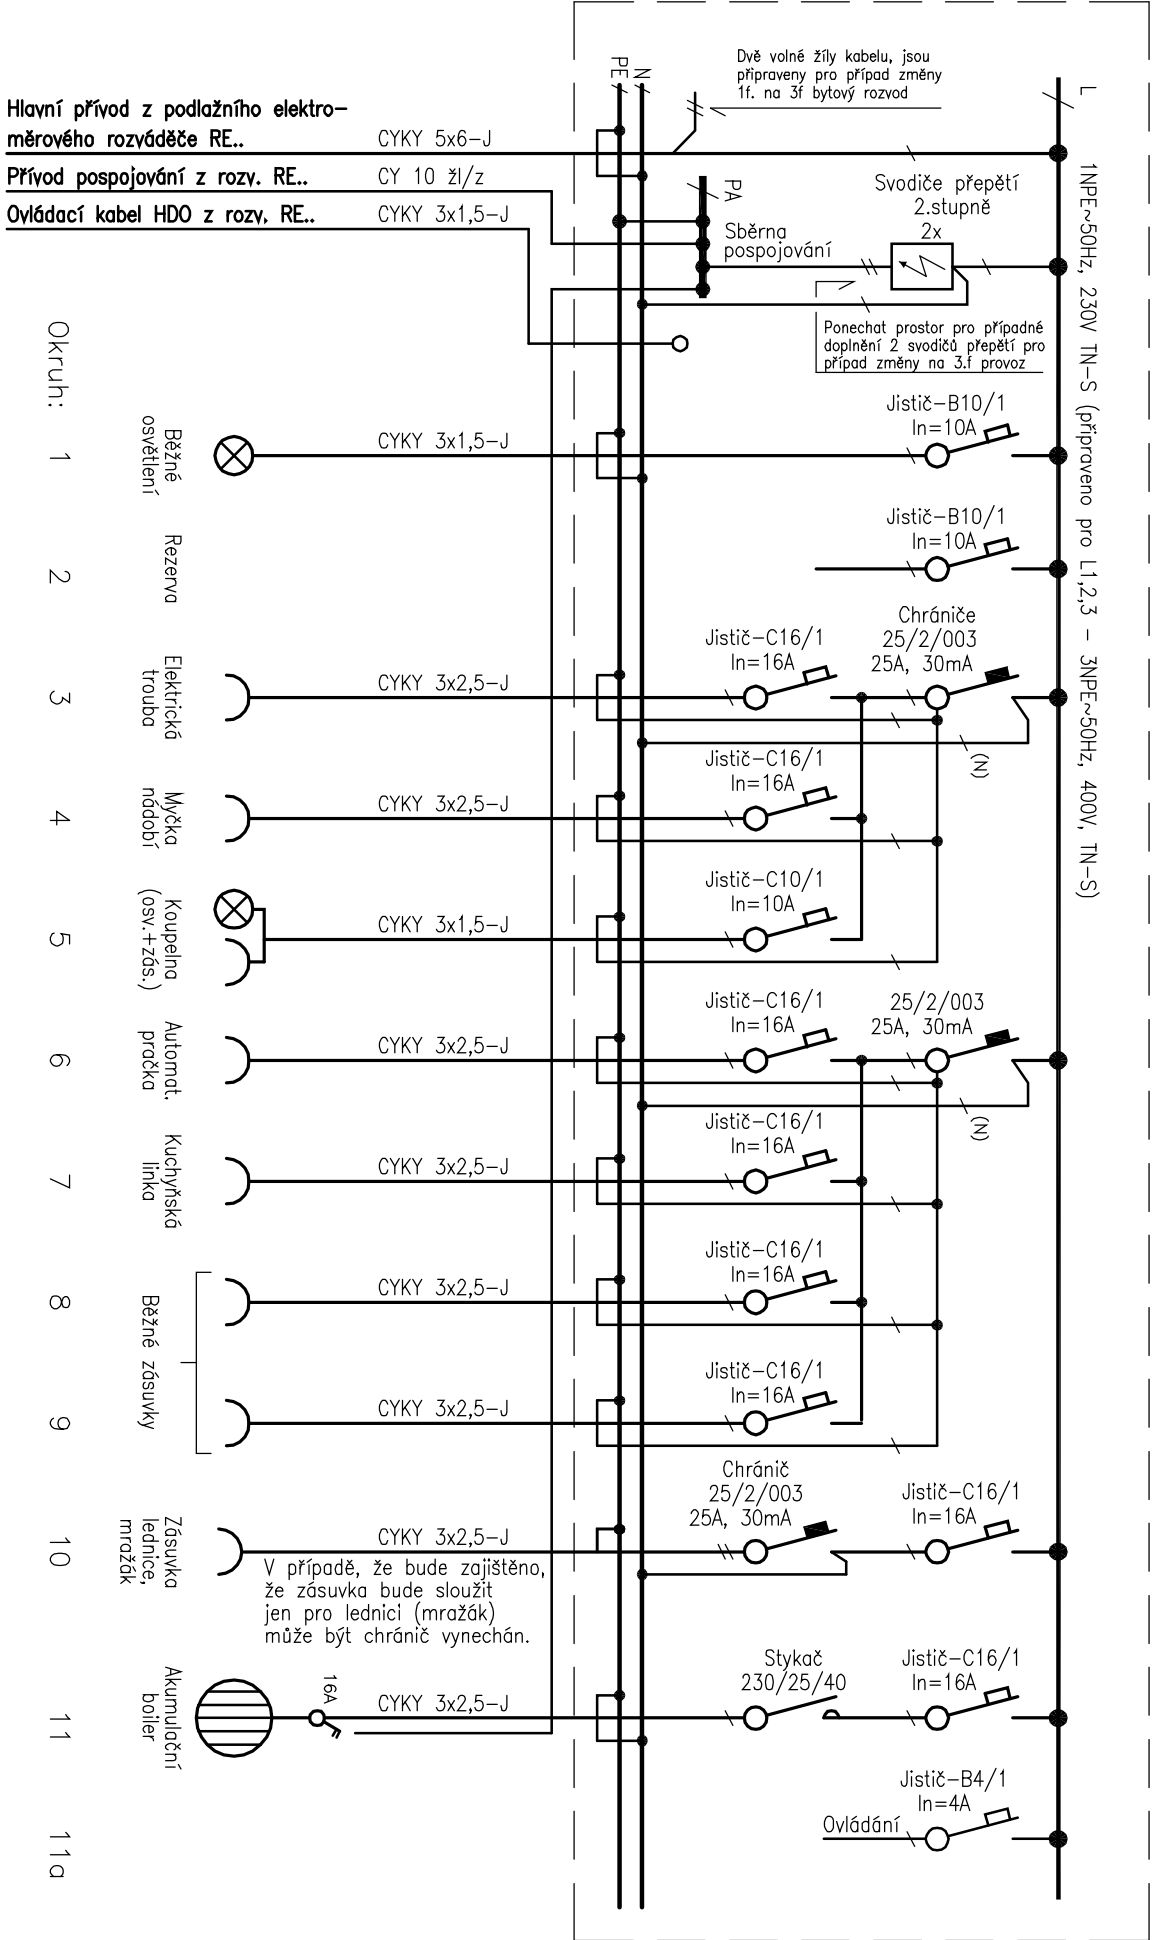 Dvě volné žíly kabelu, jsou
připraveny pro případ změny
1f. na 3f bytový rozvod
PE
N
L
1NPE~50Hz, 230V TN-S (připraveno pro L1,2,3 - 3NPE~50Hz, 400V, TN-S)
Hlavní přívod z podlažního elektro-
měrového rozváděče RE..
CYKY 5x6-J
Přívod pospojování z rozv. RE..
CY 10 žl/z
Ovládací kabel HDO z rozv. RE..
CYKY 3x1,5-J
PA
Sběrna
pospojování
Svodiče přepětí
2.stupně
2x
Ponechat prostor pro případné
doplnění 2 svodičů přepětí pro
případ změny na 3.f provoz
Okruh:
1
Běžné
osvětlení
CYKY 3x1,5-J
Jistič-B10/1
In=10A
2
Rezerva
Jistič-B10/1
In=10A
3
Elektrická
trouba
CYKY 3x2,5-J
Jistič-C16/1
In=16A
Chrániče
25/2/003
25A, 30mA
(N)
4
Myčka
nádobí
CYKY 3x2,5-J
Jistič-C16/1
In=16A
5
Koupelna
(osv.+zás.)
CYKY 3x1,5-J
Jistič-C10/1
In=10A
6
Automat.
pračka
CYKY 3x2,5-J
Jistič-C16/1
In=16A
25/2/003
25A, 30mA
(N)
7
Kuchyňská
linka
CYKY 3x2,5-J
Jistič-C16/1
In=16A
8
Běžné zásuvky
CYKY 3x2,5-J
Jistič-C16/1
In=16A
9
CYKY 3x2,5-J
Jistič-C16/1
In=16A
10
Zásuvka
lednice,
mražák
CYKY 3x2,5-J
V případě, že bude zajištěno,
že zásuvka bude sloužit
jen pro lednici (mražák)
může být chránič vynechán.
Chránič
25/2/003
25A, 30mA
Jistič-C16/1
In=16A
11
Akumulační
boiler
16A
CYKY 3x2,5-J
Stykač
230/25/40
Jistič-C16/1
In=16A
11a
Ovládání
Jistič-B4/1
In=4A